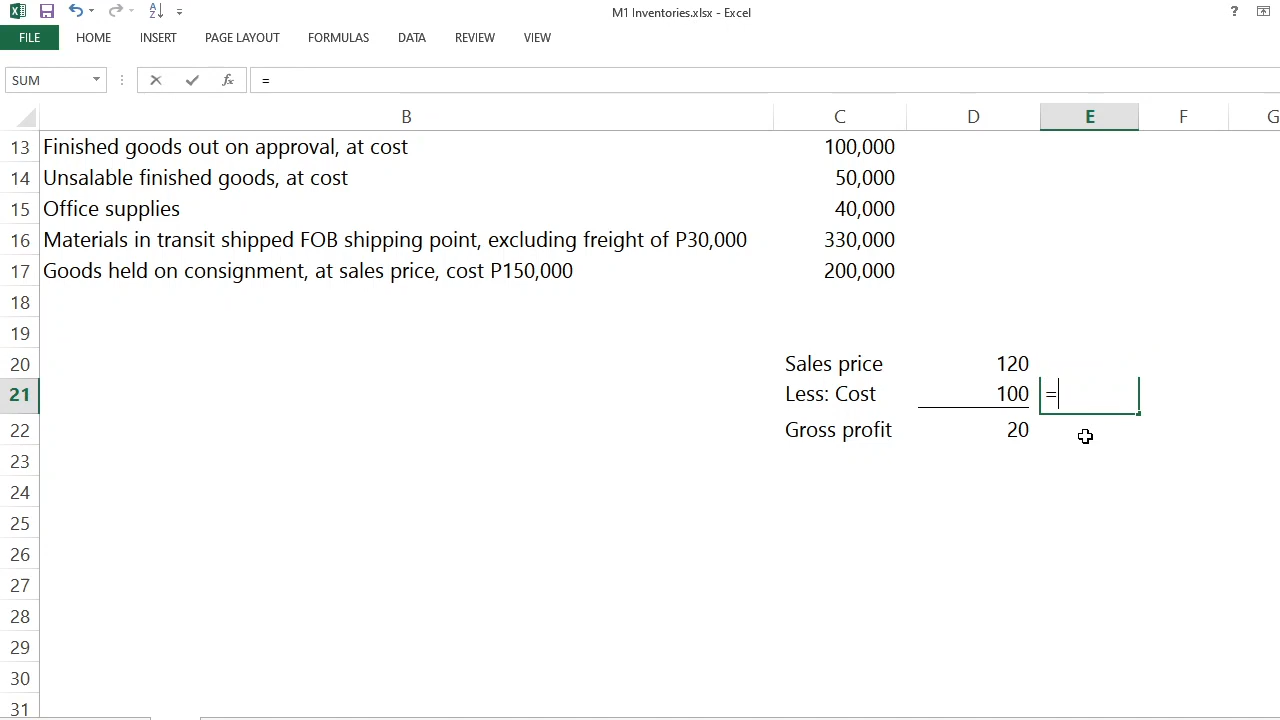 M1 Inventories.xlsx - Excel
?
FILE HOME INSERT PAGE LAYOUT FORMULAS DATA REVIEW VIEW
SUM fx =
B C D E F G
13 Finished goods out on approval, at cost 100,000
14 Unsalable finished goods, at cost 50,000
15 Office supplies 40,000
16 Materials in transit shipped FOB shipping point, excluding freight of P30,000 330,000
17 Goods held on consignment, at sales price, cost P150,000 200,000
18
19
20 Sales price 120
21 Less: Cost 100 =
22 Gross profit 20
23
24
25
26
27
28
29
30
31